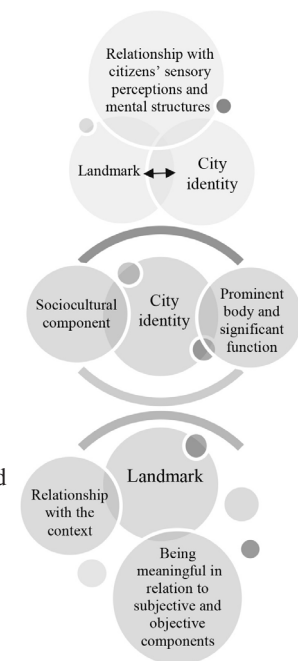 Relationship with
citizens’ sensory
perceptions and
mental structures
Landmark
City
identity
Sociocultural
component
City
identity
Prominent
body and
significant
function
Landmark
d
Relationship
with the
context
Being
meaningful in
relation to
subjective and
objective
components